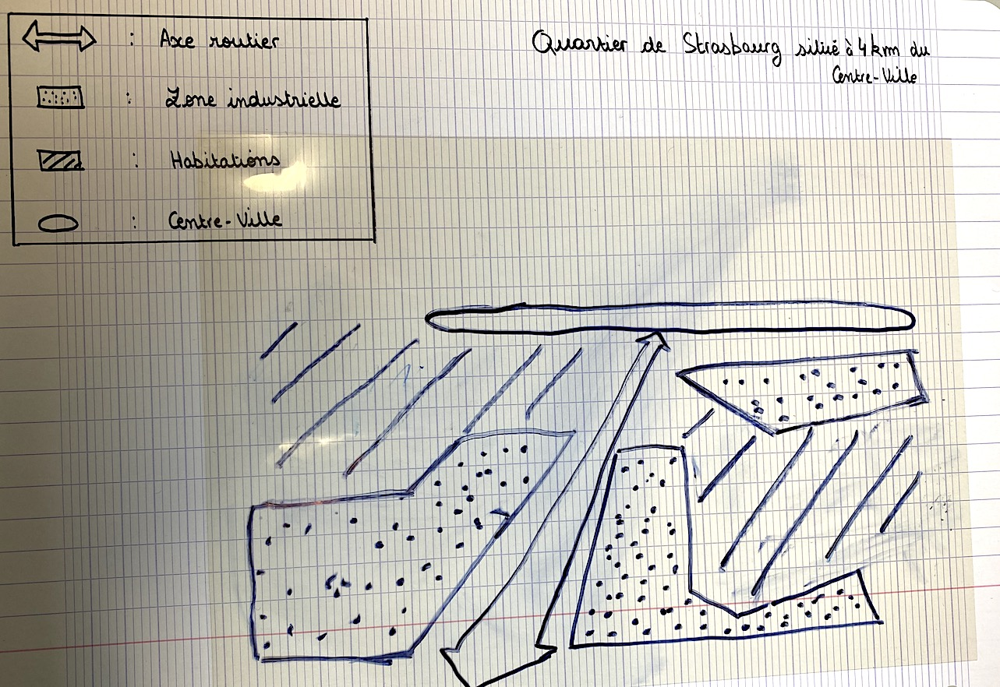 : Axe routier
: Zone industrielle
: Habitations
: Centre-Ville
Quartier de Strasbourg situé à 4 km du
Centre-Ville